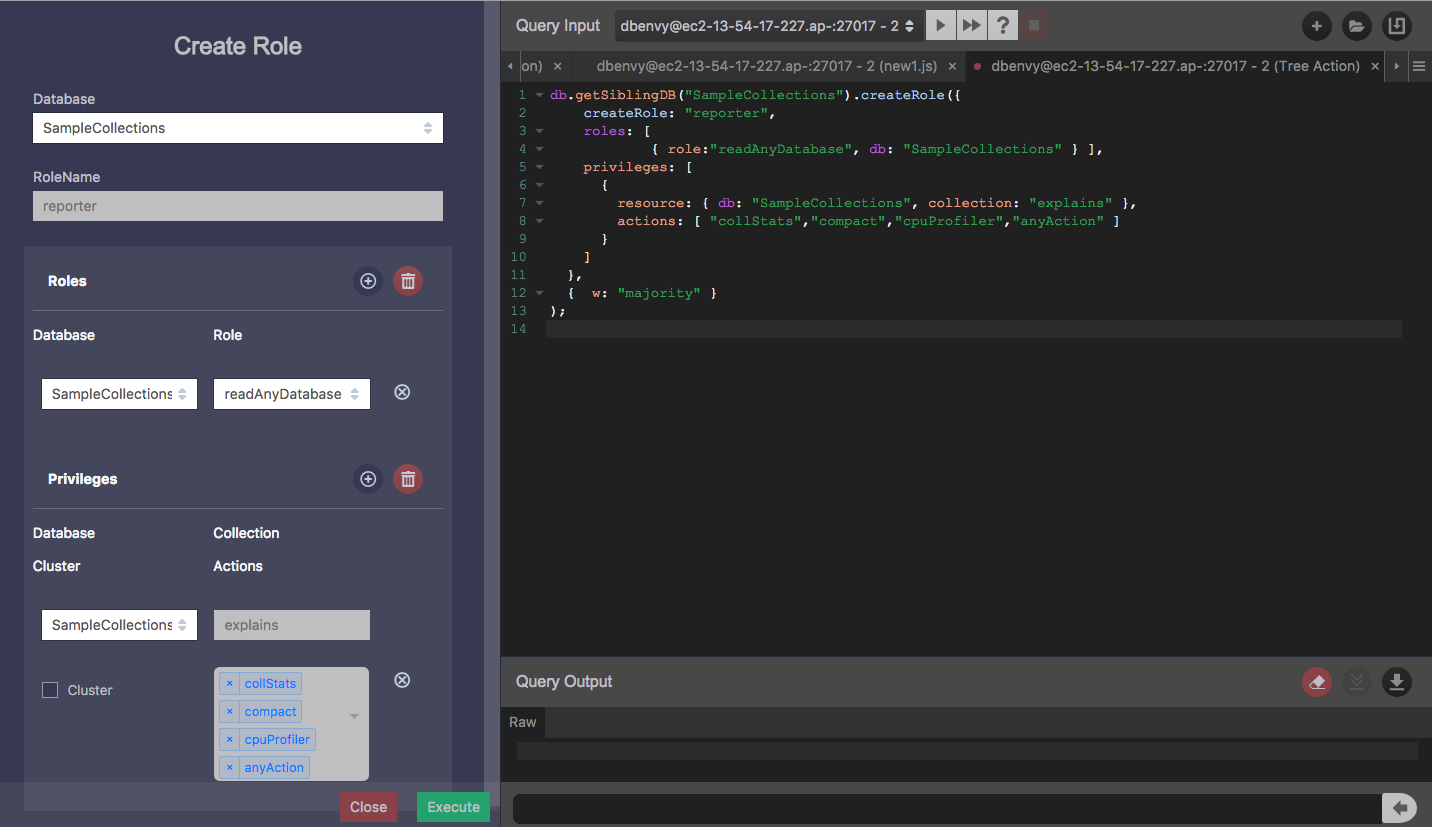 Create Role
Database
SampleCollections
RoleName
reporter
Roles
Database Role
SampleCollections readAnyDatabase
Privileges
Database Collection
Cluster Actions
SampleCollections explains
Cluster
× collStats
× compact
× cpuProfiler
× anyAction
Close Execute
Query Input dbenvy@ec2-13-54-17-227.ap-:27017 - 2 ?
on) × dbenvy@ec2-13-54-17-227.ap-:27017 - 2 (new1.js) × dbenvy@ec2-13-54-17-227.ap-:27017 - 2 (Tree Action) ×
1 db.getSiblingDB("SampleCollections").createRole({
2 createRole: "reporter",
3 roles: [
4 { role:"readAnyDatabase", db: "SampleCollections" } ],
5 privileges: [
6 {
7 resource: { db: "SampleCollections", collection: "explains" },
8 actions: [ "collStats","compact","cpuProfiler","anyAction" ]
9 }
10 ]
11 },
12 { w: "majority" }
13 );
14
Query Output
Raw